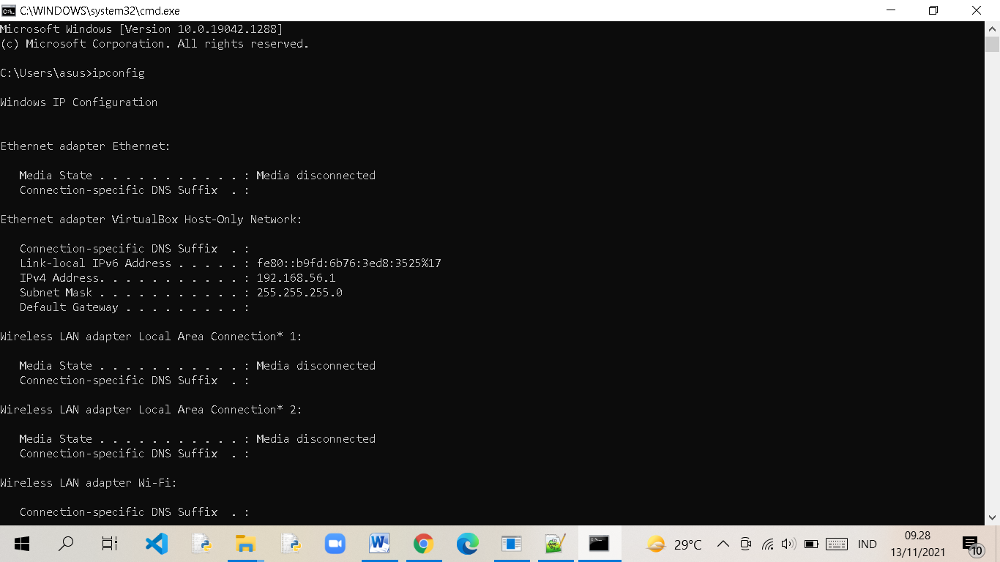 C:\WINDOWS\system32\cmd.exe
Microsoft Windows [Version 10.0.19042.1288]
(c) Microsoft Corporation. All rights reserved.
C:\Users\asus>ipconfig
Windows IP Configuration
Ethernet adapter Ethernet:
Media State . . . . . . . . . . . : Media disconnected
Connection-specific DNS Suffix  . :
Ethernet adapter VirtualBox Host-Only Network:
Connection-specific DNS Suffix  . :
Link-local IPv6 Address . . . . . : fe80::b9fd:6b76:3ed8:3525%17
IPv4 Address. . . . . . . . . . . : 192.168.56.1
Subnet Mask . . . . . . . . . . . : 255.255.255.0
Default Gateway . . . . . . . . . :
Wireless LAN adapter Local Area Connection* 1:
Media State . . . . . . . . . . . : Media disconnected
Connection-specific DNS Suffix  . :
Wireless LAN adapter Local Area Connection* 2:
Media State . . . . . . . . . . . : Media disconnected
Connection-specific DNS Suffix  . :
Wireless LAN adapter Wi-Fi:
Connection-specific DNS Suffix  . :
29°C
IND
09.28
13/11/2021
10